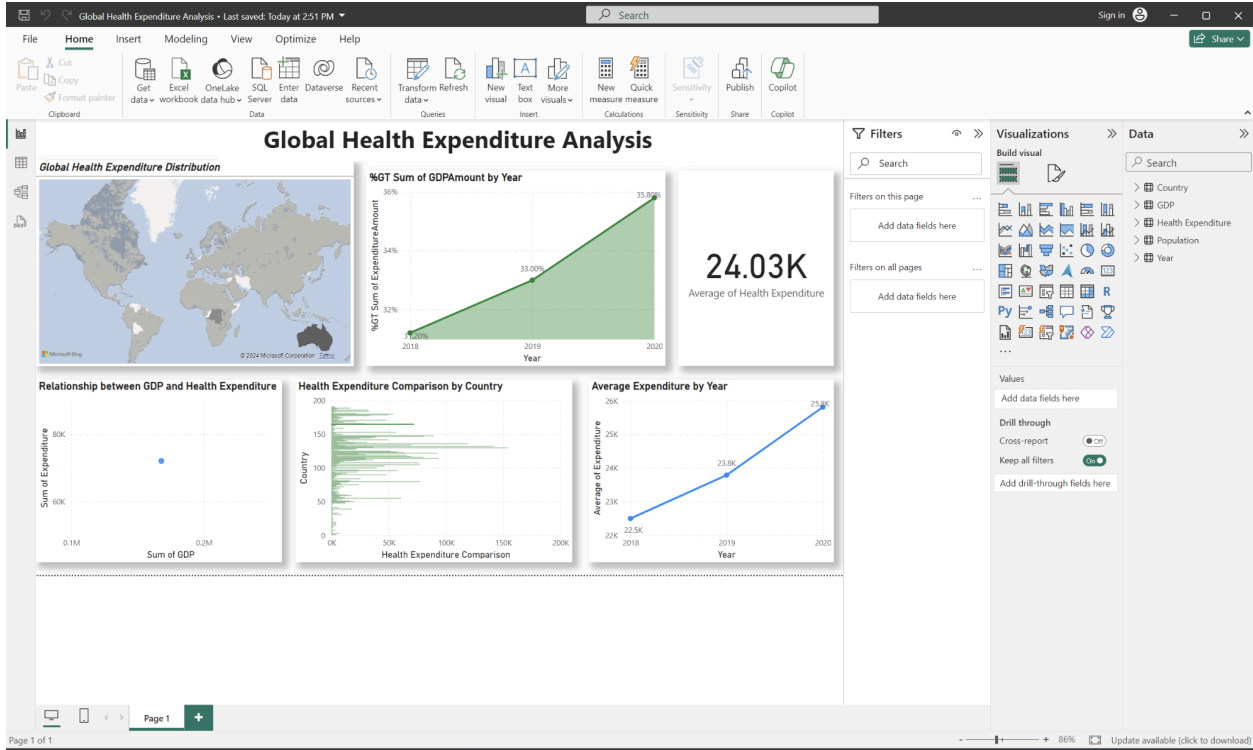 Global Health Expenditure Analysis • Last saved: Today at 2:51 PM
Search
Sign in
File Home Insert Modeling View Optimize Help
Share
Paste
Cut
Copy
Format painter
Clipboard
Get data
Excel workbook
OneLake data hub
SQL Server
Enter data
Dataverse
Recent sources
Data
Transform data
Refresh
Queries
New visual
Text box
More visuals
Insert
New measure
Quick measure
Calculations
Sensitivity
Sensitivity
Publish
Share
Copilot
Copilot
Global Health Expenditure Analysis
Global Health Expenditure Distribution
Microsoft Bing
© 2024 Microsoft Corporation Terms
%GT Sum of GDPAmount by Year
%GT Sum of ExpenditureAmount
36%
34%
32%
31.20%
33.00%
35.80%
2018 2019 2020
Year
24.03K
Average of Health Expenditure
Relationship between GDP and Health Expenditure
Sum of Expenditure
80K
60K
0.1M 0.2M
Sum of GDP
Health Expenditure Comparison by Country
Country
200
150
100
50
0
0K 50K 100K 150K 200K
Health Expenditure Comparison
Average Expenditure by Year
Average of Expenditure
26K
25K
24K
23K
22K
22.5K
23.8K
25.8K
2018 2019 2020
Year
Filters
Search
Filters on this page
...
Add data fields here
Filters on all pages
...
Add data fields here
Visualizations
Build visual
R
Py
...
Values
Add data fields here
Drill through
Cross-report
Off
Keep all filters
On
Add drill-through fields here
Data
Search
Country
GDP
Health Expenditure
Population
Year
Page 1
+
Page 1 of 1
- + 86%
Update available (click to download)